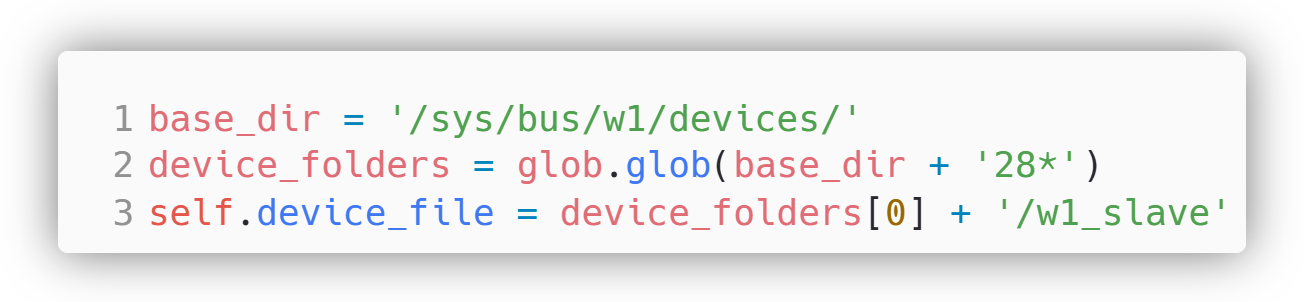 1 base_dir = '/sys/bus/w1/devices/'
2 device_folders = glob.glob(base_dir + '28*')
3 self.device_file = device_folders[0] + '/w1_slave'